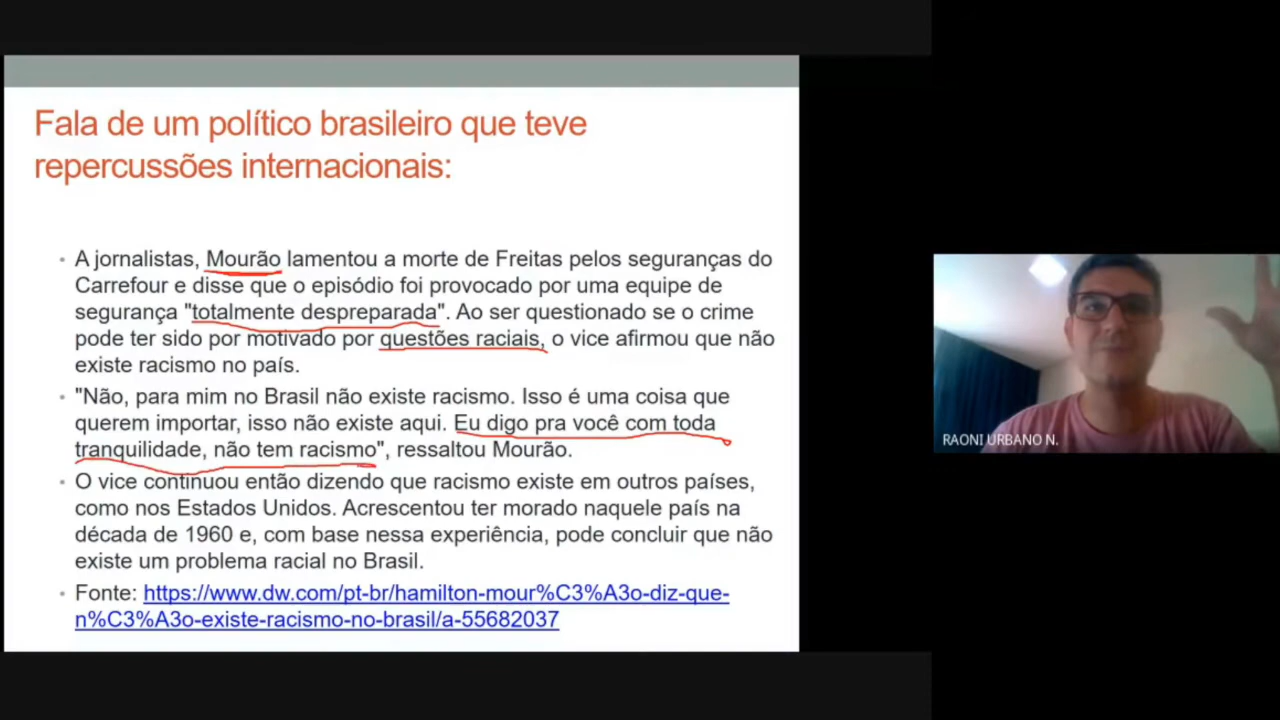 Fala de um político brasileiro que teve
repercussões internacionais:
• A jornalistas, Mourão lamentou a morte de Freitas pelos seguranças do
Carrefour e disse que o episódio foi provocado por uma equipe de
segurança "totalmente despreparada". Ao ser questionado se o crime
pode ter sido por motivado por questões raciais, o vice afirmou que não
existe racismo no país.
• "Não, para mim no Brasil não existe racismo. Isso é uma coisa que
querem importar, isso não existe aqui. Eu digo pra você com toda
tranquilidade, não tem racismo", ressaltou Mourão.
• O vice continuou então dizendo que racismo existe em outros países,
como nos Estados Unidos. Acrescentou ter morado naquele país na
década de 1960 e, com base nessa experiência, pode concluir que não
existe um problema racial no Brasil.
• Fonte: https://www.dw.com/pt-br/hamilton-mour%C3%A3o-diz-que-
n%C3%A3o-existe-racismo-no-brasil/a-55682037
RAONI URBANO N.